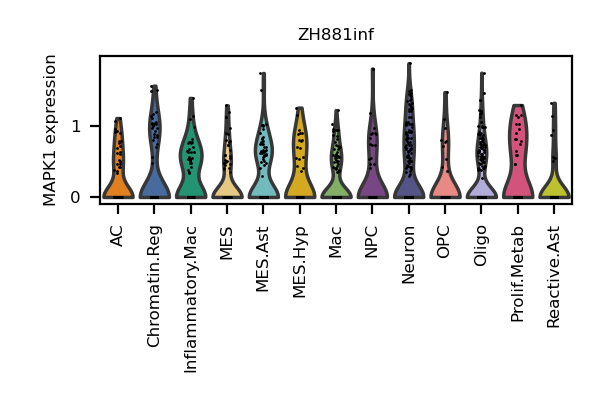 ZH881inf
MAPK1 expression
1
0
AC
Chromatin.Reg
Inflammatory.Mac
MES
MES.Ast
MES.Hyp
Mac
NPC
Neuron
OPC
Oligo
Prolif.Metab
Reactive.Ast